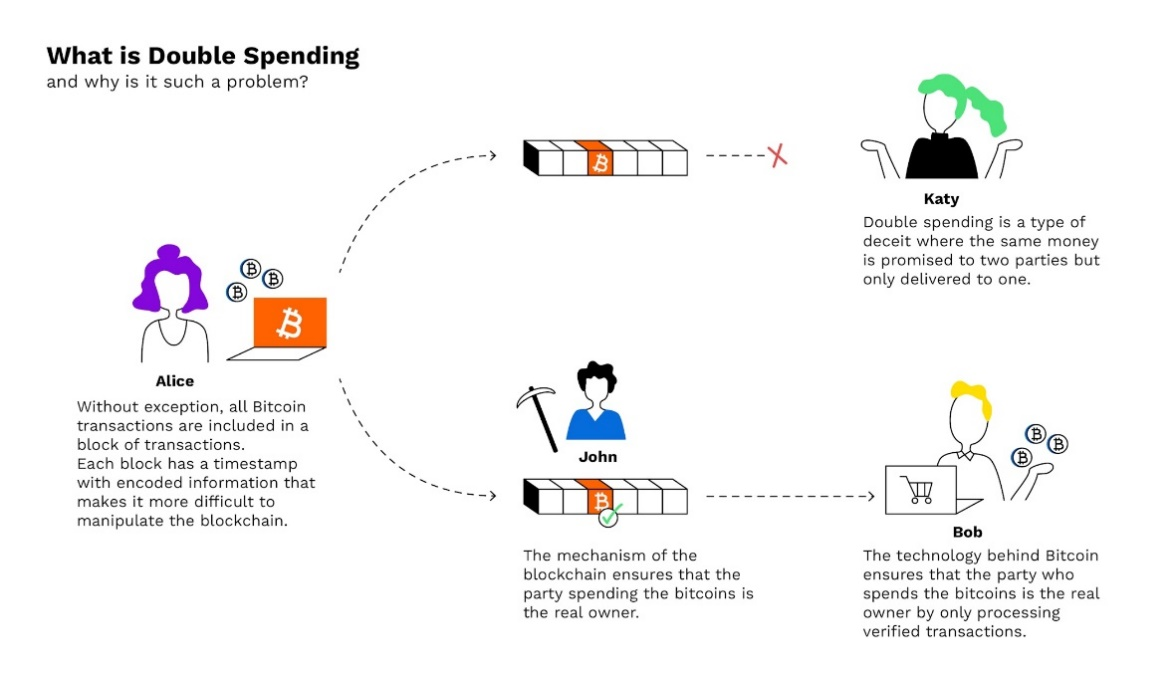 What is Double Spending
and why is it such a problem?
Katy
Double spending is a type of
deceit where the same money
is promised to two parties but
only delivered to one.
Alice
Without exception, all Bitcoin
transactions are included in a
block of transactions.
Each block has a timestamp
with encoded information that
makes it more difficult to
manipulate the blockchain.
John
The mechanism of the
blockchain ensures that the
party spending the bitcoins is
the real owner.
Bob
The technology behind Bitcoin
ensures that the party who
spends the bitcoins is the real
owner by only processing
verified transactions.